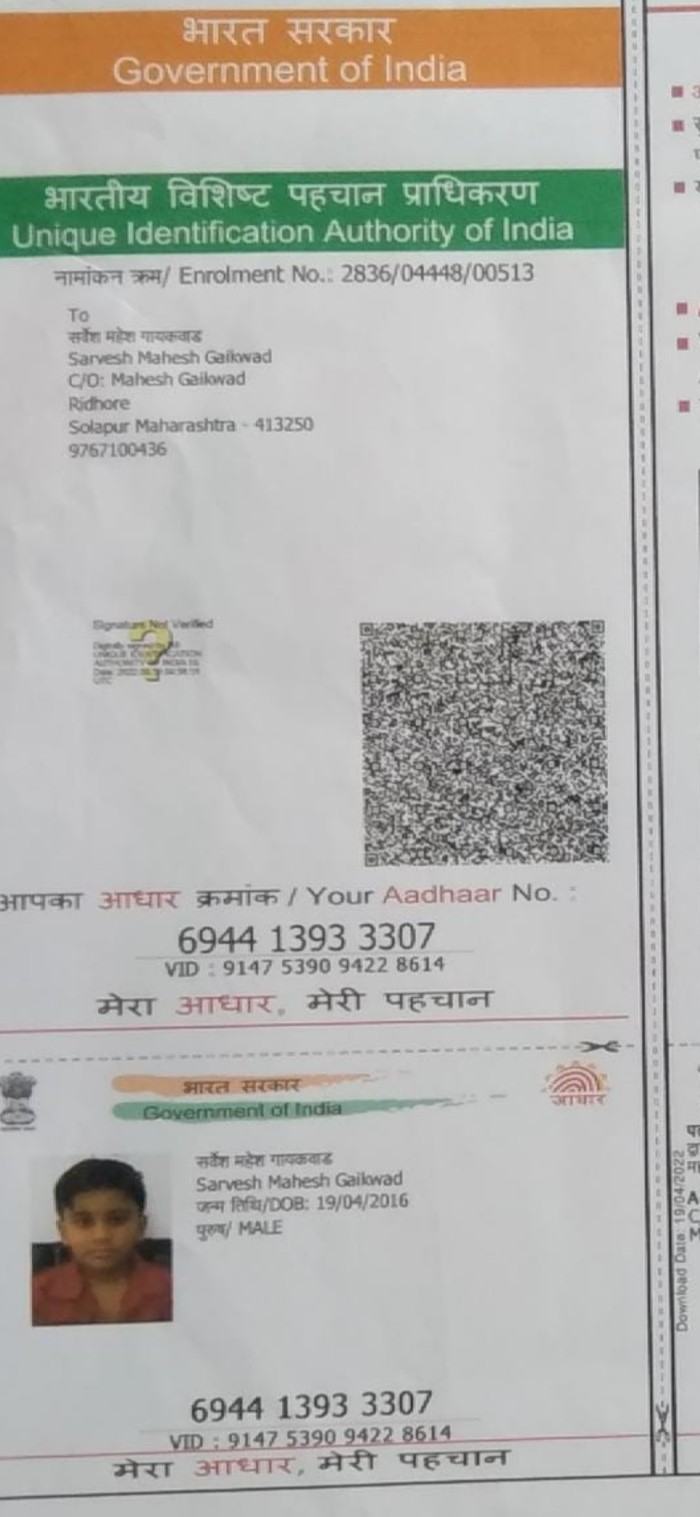 भारत सरकार
Government of India
भारतीय विशिष्ट पहचान प्राधिकरण
Unique Identification Authority of India
नामांकन क्रम/ Enrolment No.: 2836/04448/00513
To
सर्वेश महेश गायकवाड
Sarvesh Mahesh Gaikwad
C/O: Mahesh Gaikwad
Ridhore
Solapur Maharashtra - 413250
9767100436
Signature Not Verified
आपका आधार क्रमांक / Your Aadhaar No. :
6944 1393 3307
VID : 9147 5390 9422 8614
मेरा आधार, मेरी पहचान
भारत सरकार
Government of India
आधार
सर्वेश महेश गायकवाड
Sarvesh Mahesh Gaikwad
जन्म तिथि/DOB: 19/04/2016
पुरुष/ MALE
6944 1393 3307
VID : 9147 5390 9422 8614
मेरा आधार, मेरी पहचान
Download Date: 19/04/2022